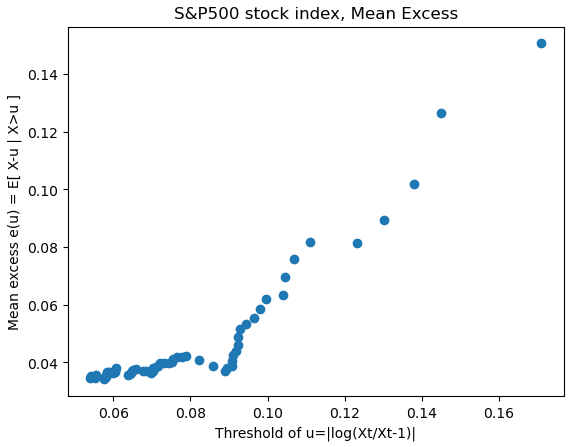 S&P500 stock index, Mean Excess
Mean excess e(u) = E[ X-u | X>u ]
0.14
0.12
0.10
0.08
0.06
0.04
0.06 0.08 0.10 0.12 0.14 0.16
Threshold of u=|log(Xt/Xt-1)|